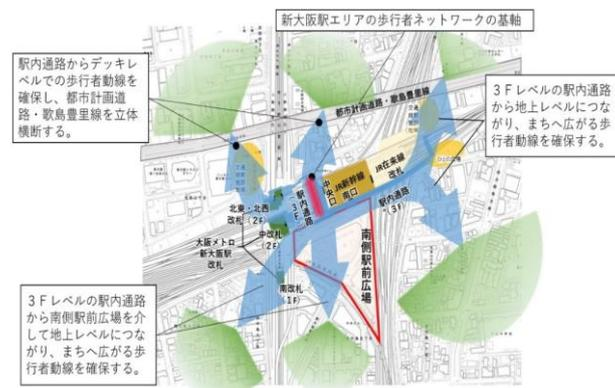 新大阪駅エリアの歩行者ネットワークの基軸
駅内通路からデッキ
レベルでの歩行者動線を
確保し、都市計画道
路・歌島豊里線を立体
横断する。
都市計画道路・歌島豊里線
3Fレベルの駅内通路
から地上レベルにつな
がり、まちへ広がる歩
行者動線を確保する。
JR在来線
改札
JR新幹線
南口
中央口
駅内通路
(3F)
駅内通路
(3F)
北東・北西
改札(2F)
中改札
(2F)
大阪メトロ
新大阪駅
改札
南改札
(1F)
南側駅前広場
3Fレベルの駅内通路
から南側駅前広場を介
して地上レベルにつな
がり、まちへ広がる歩
行者動線を確保する。